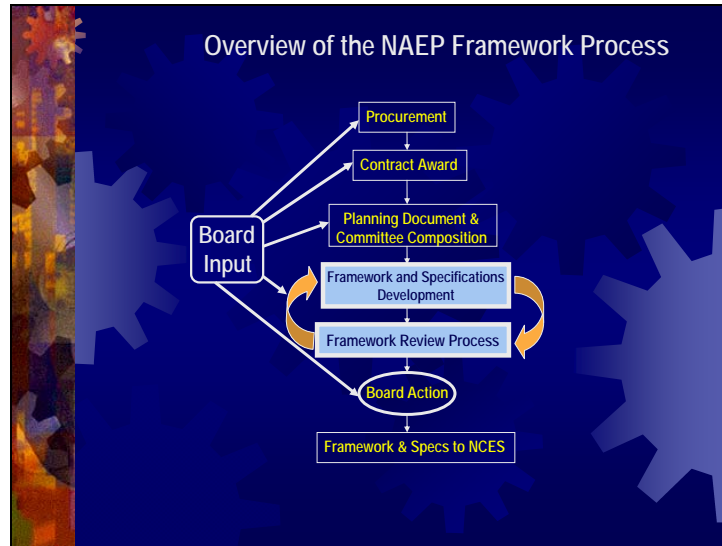 Overview of the NAEP Framework Process
Procurement
Contract Award
Planning Document &
Committee Composition
Board
Input
Framework and Specifications
Development
Framework Review Process
Board Action
Framework & Specs to NCES